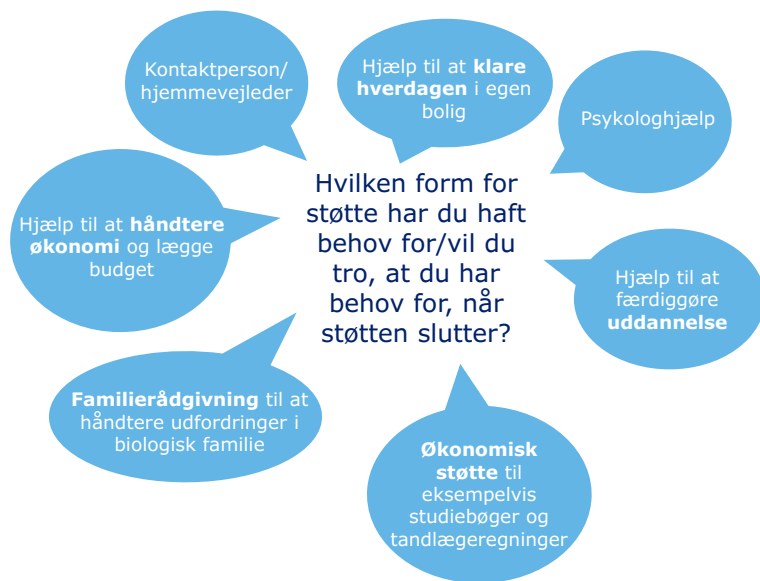 Kontaktperson/
hjemmevejleder
Hjælp til at klare
hverdagen i egen
bolig
Psykologhjælp
Hvilken form for
støtte har du haft
behov for/vil du
tro, at du har
behov for, når
støtten slutter?
Hjælp til at håndtere
økonomi og lægge
budget
Hjælp til at
færdiggøre
uddannelse
Familierådgivning til at
håndtere udfordringer i
biologisk familie
Økonomisk
støtte til
eksempelvis
studiebøger og
tandlægeregninger